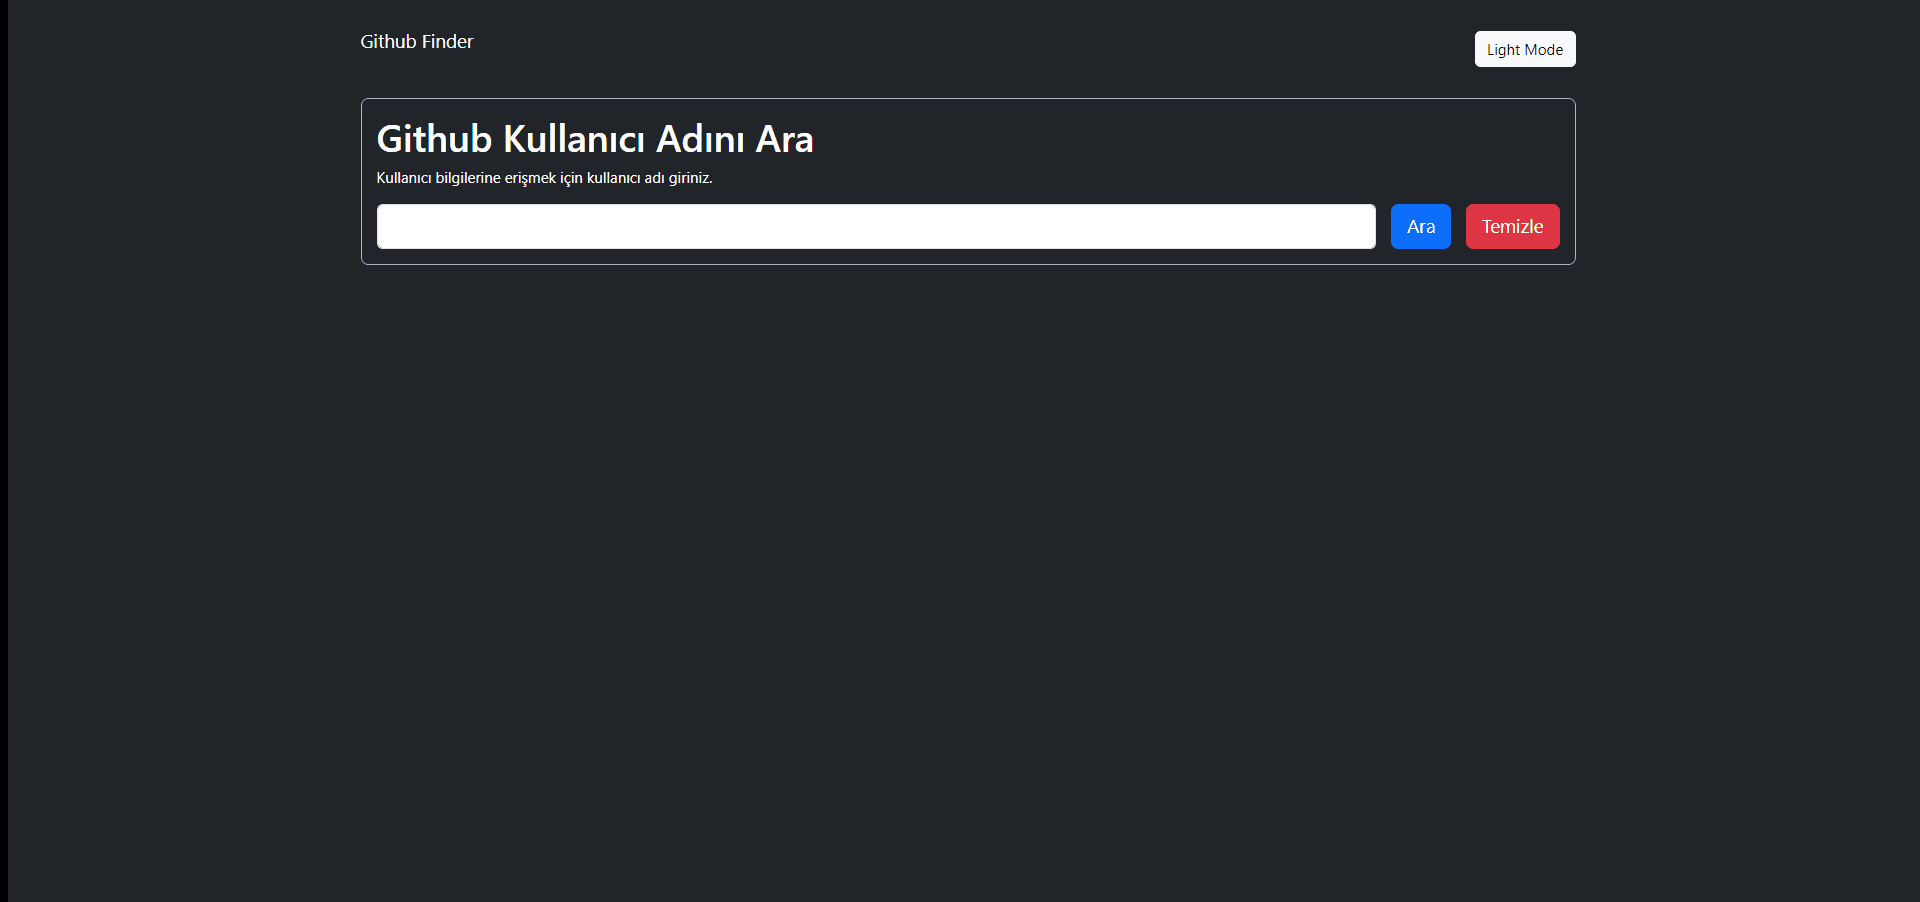 Github Finder
Light Mode
Github Kullanıcı Adını Ara
Kullanıcı bilgilerine erişmek için kullanıcı adı giriniz.
Ara
Temizle